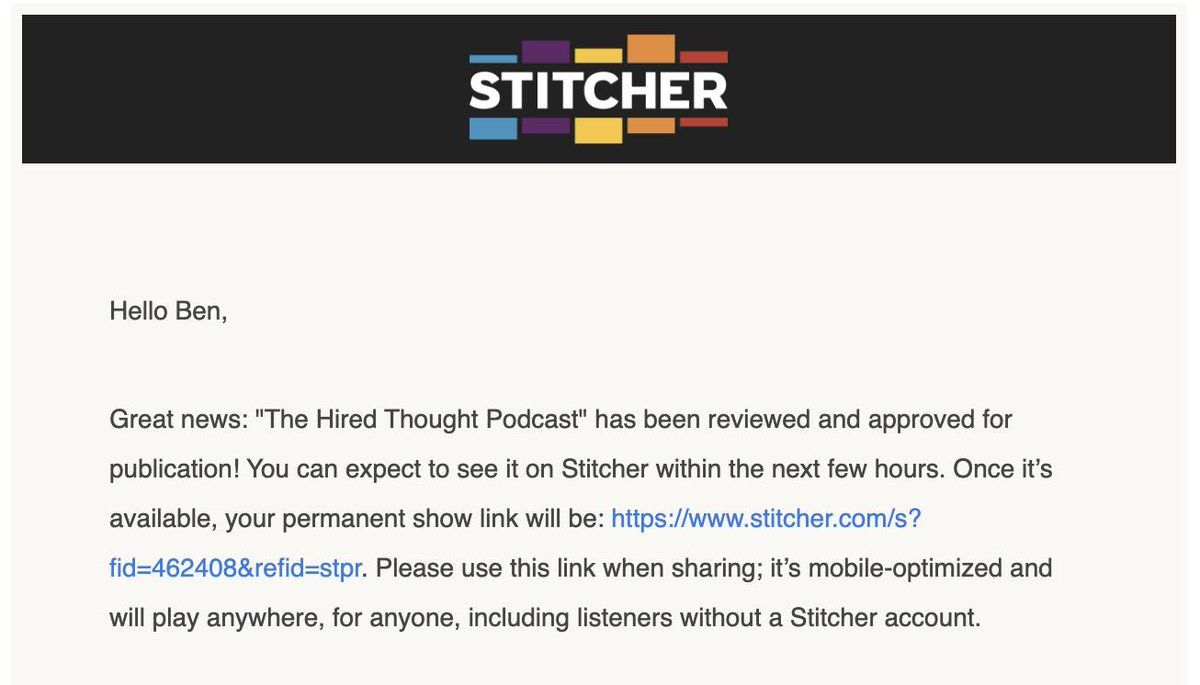 STITCHER
Hello Ben,
Great news: "The Hired Thought Podcast" has been reviewed and approved for
publication! You can expect to see it on Stitcher within the next few hours. Once it’s
available, your permanent show link will be: https://www.stitcher.com/s?
fid=462408&refid=stpr. Please use this link when sharing; it’s mobile-optimized and
will play anywhere, for anyone, including listeners without a Stitcher account.